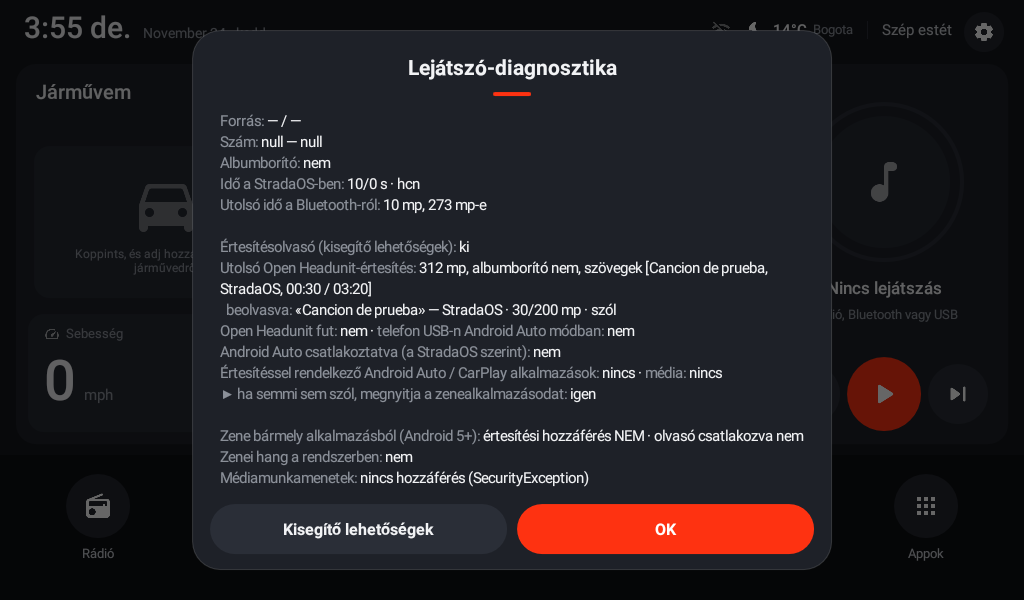 3:55 de.
November
14°C Bogota
Szép estét
Járművem
Koppints, és adj
Sebesség
0 mph
Lejátszó-diagnosztika
Forrás: — / —
Szám: null — null
Albumborító: nem
Idő a StradaOS-ben: 10/0 s · hcn
Utolsó idő a Bluetooth-ról: 10 mp, 273 mp-e
Értesítésolvasó (kisegítő lehetőségek): ki
Utolsó Open Headunit-értesítés: 312 mp, albumborító nem, szövegek [Cancion de prueba,
StradaOS, 00:30 / 03:20]
beolvasva: «Cancion de prueba» — StradaOS · 30/200 mp · szól
Open Headunit fut: nem · telefon USB-n Android Auto módban: nem
Android Auto csatlakoztatva (a StradaOS szerint): nem
Értesítéssel rendelkező Android Auto / CarPlay alkalmazások: nincs · média: nincs
► ha semmi sem szól, megnyitja a zenealkalmazásodat: igen
Zene bármely alkalmazásból (Android 5+): értesítési hozzáférés NEM · olvasó csatlakozva nem
Zenei hang a rendszerben: nem
Médiamunkamenetek: nincs hozzáférés (SecurityException)
Kisegítő lehetőségek
OK
Nincs lejátszás
Bluetooth vagy USB
Rádió
Appok